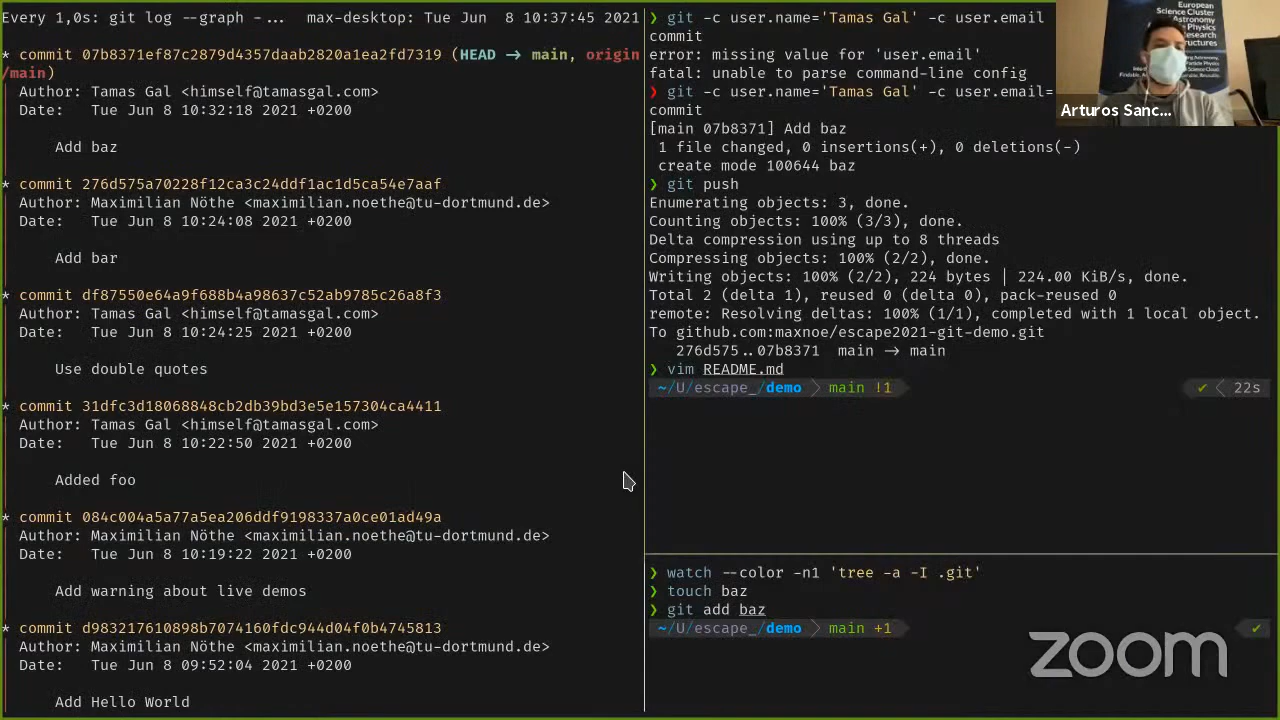 Every 1,0s: git log --graph -... max-desktop: Tue Jun 8 10:37:45 2021
* commit 07b8371ef87c2879d4357daab2820a1ea2fd7319 (HEAD → main, origin
/main)
Author: Tamas Gal <himself@tamasgal.com>
Date: Tue Jun 8 10:32:18 2021 +0200
Add baz
* commit 276d575a70228f12ca3c24ddf1ac1d5ca54e7aaf
Author: Maximilian Nöthe <maximilian.noethe@tu-dortmund.de>
Date: Tue Jun 8 10:24:08 2021 +0200
Add bar
* commit df87550e64a9f688b4a98637c52ab9785c26a8f3
Author: Tamas Gal <himself@tamasgal.com>
Date: Tue Jun 8 10:24:25 2021 +0200
Use double quotes
* commit 31dfc3d18068848cb2db39bd3e5e157304ca4411
Author: Tamas Gal <himself@tamasgal.com>
Date: Tue Jun 8 10:22:50 2021 +0200
Added foo
* commit 084c004a5a77a5ea206ddf9198337a0ce01ad49a
Author: Maximilian Nöthe <maximilian.noethe@tu-dortmund.de>
Date: Tue Jun 8 10:19:22 2021 +0200
Add warning about live demos
* commit d983217610898b7074160fdc944d04f0b4745813
Author: Maximilian Nöthe <maximilian.noethe@tu-dortmund.de>
Date: Tue Jun 8 09:52:04 2021 +0200
Add Hello World
❯ git -c user.name='Tamas Gal' -c user.email
commit
error: missing value for 'user.email'
fatal: unable to parse command-line config
❯ git -c user.name='Tamas Gal' -c user.email=
commit
[main 07b8371] Add baz
1 file changed, 0 insertions(+), 0 deletions(-)
create mode 100644 baz
❯ git push
Enumerating objects: 3, done.
Counting objects: 100% (3/3), done.
Delta compression using up to 8 threads
Compressing objects: 100% (2/2), done.
Writing objects: 100% (2/2), 224 bytes | 224.00 KiB/s, done.
Total 2 (delta 1), reused 0 (delta 0), pack-reused 0
remote: Resolving deltas: 100% (1/1), completed with 1 local object.
To github.com:maxnoe/escape2021-git-demo.git
276d575..07b8371 main → main
❯ vim README.md
~/U/escape_/demo main !1 ✔ 22s
❯ watch --color -n1 'tree -a -I .git'
❯ touch baz
❯ git add baz
~/U/escape_/demo main +1 ✔
European
Science Cluster
Astronomy
Physics
Arturos Sanc...
zoom